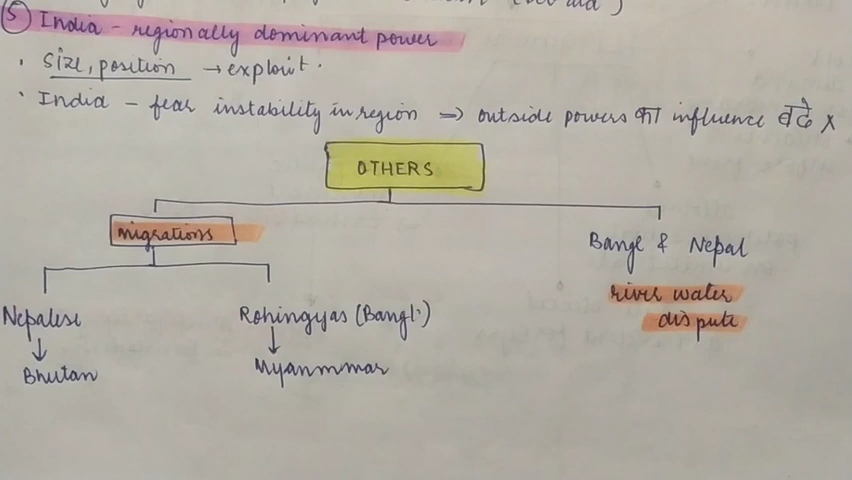 ⑤ India - regionally dominant power
· Size, position → exploit.
· India - fear instability in region => outside powers का influence बढ़े X
OTHERS
migrations
Bangl & Nepal
river water
dispute
Nepalese
↓
Bhutan
Rohingyas (Bangl.)
↓
Myanmmar